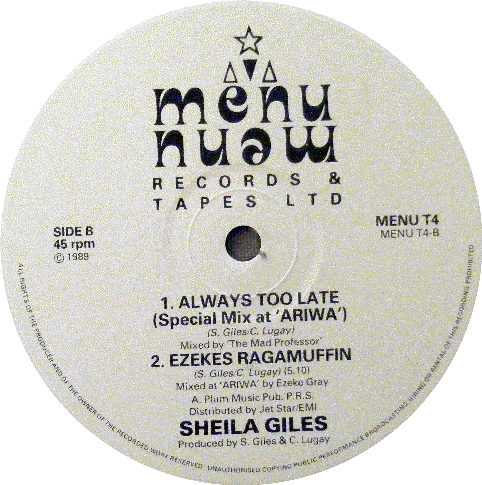 menu
menu
RECORDS &
TAPES LTD
SIDE B
45 rpm
© 1989
MENU T4
MENU T4-B
1. ALWAYS TOO LATE
(Special Mix at 'ARIWA')
(S. Giles/C. Lugay)
Mixed by 'The Mad Professor'
2. EZEKES RAGAMUFFIN
(S. Giles/C. Lugay) (5.10)
Mixed at 'ARIWA' by Ezeke Gray
A. Plum Music Pub. P.R.S.
Distributed by Jet Star/EMI
SHEILA GILES
Produced by S. Giles & C. Lugay
ALL RIGHTS OF THE PRODUCER AND OF THE OWNER OF THE RECORDED WORK RESERVED. UNAUTHORISED COPYING PUBLIC PERFORMANCE BROADCASTING, HIRING OR RENTAL OF THIS RECORDING PROHIBITED